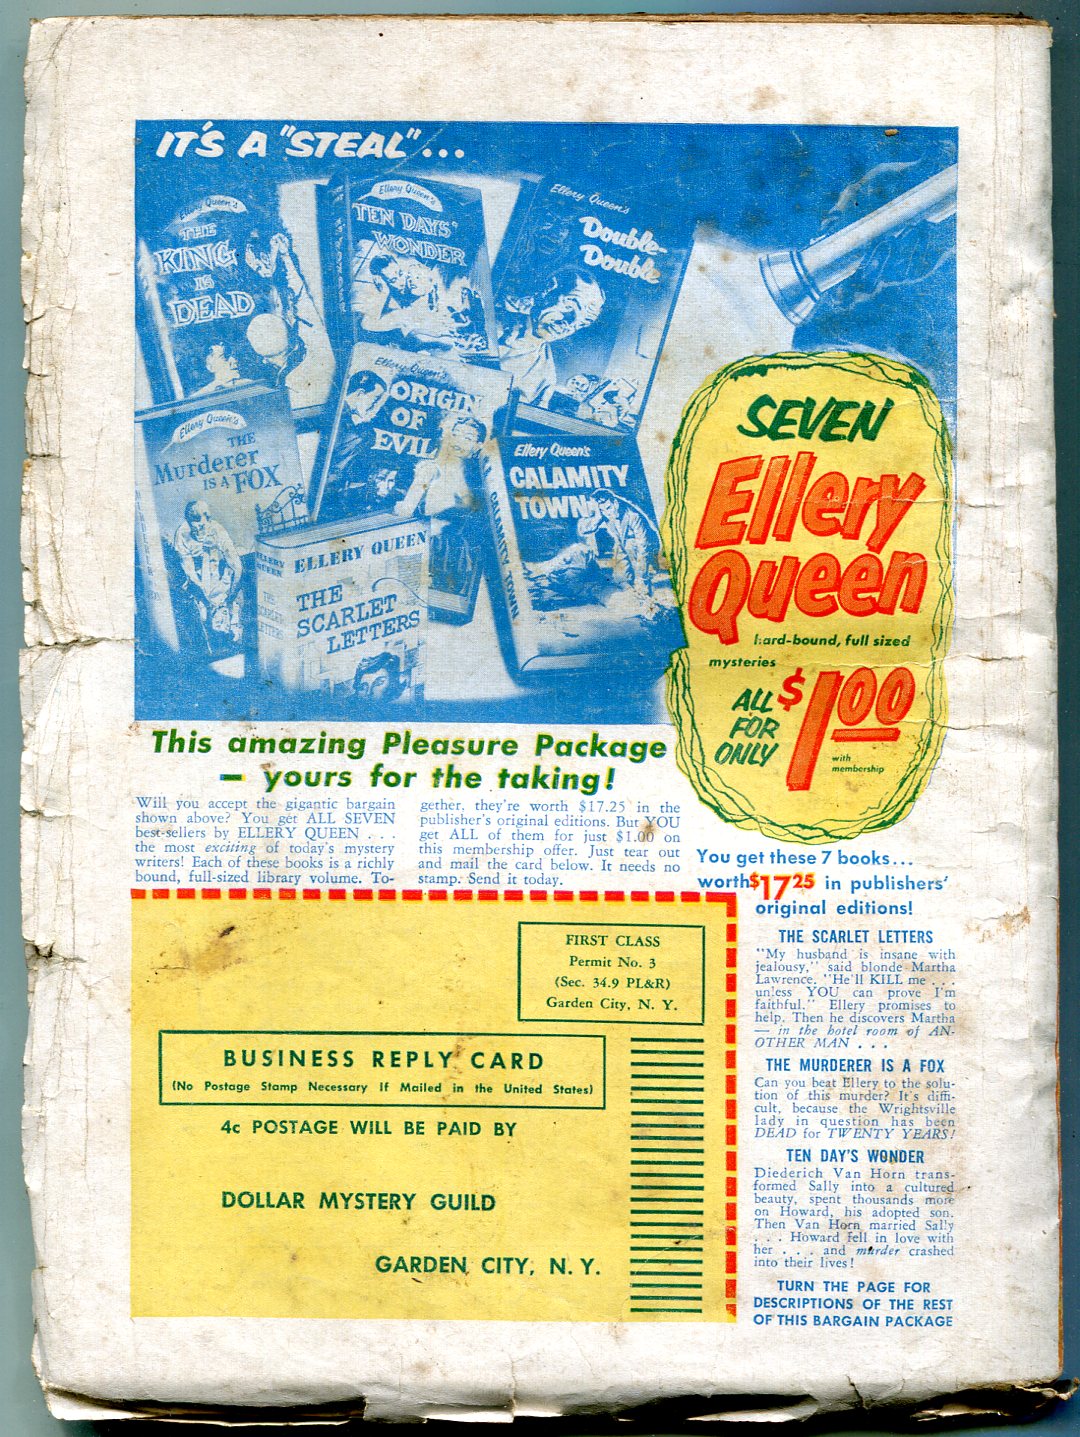 IT'S A "STEAL"...
Ellery Queen's
THE
KING
IS
DEAD
Ellery Queen's
TEN DAYS'
WONDER
Ellery Queen's
Double-
Double
Ellery Queen's
ORIGIN
OF
EVIL
Ellery Queen's
THE
Murderer
IS A FOX
Ellery Queen's
CALAMITY
TOWN
CALAMITY TOWN
ELLERY QUEEN
THE
SCARLET
LETTERS
ELLERY
QUEEN
THE
SCARLET
LETTERS
SEVEN
Ellery
Queen
hard-bound, full sized
mysteries
ALL
FOR
ONLY
$1.00
with
membership
This amazing Pleasure Package
— yours for the taking!
Will you accept the gigantic bargain
shown above? You get ALL SEVEN
best-sellers by ELLERY QUEEN . . .
the most exciting of today's mystery
writers! Each of these books is a richly
bound, full-sized library volume. To-
gether, they're worth $17.25 in the
publisher's original editions. But YOU
get ALL of them for just $1.00 on
this membership offer. Just tear out
and mail the card below. It needs no
stamp. Send it today.
You get these 7 books...
worth $17.25 in publishers'
original editions!
THE SCARLET LETTERS
"My husband is insane with
jealousy," said blonde Martha
Lawrence. "He'll KILL me . . .
unless YOU can prove I'm
faithful." Ellery promises to
help. Then he discovers Martha
— in the hotel room of AN-
OTHER MAN . . .
THE MURDERER IS A FOX
Can you beat Ellery to the solu-
tion of this murder? It's diffi-
cult, because the Wrightsville
lady in question has been
DEAD for TWENTY YEARS!
TEN DAY'S WONDER
Diederich Van Horn trans-
formed Sally into a cultured
beauty, spent thousands more
on Howard, his adopted son.
Then Van Horn married Sally
. . . Howard fell in love with
her . . . and murder crashed
into their lives!
TURN THE PAGE FOR
DESCRIPTIONS OF THE REST
OF THIS BARGAIN PACKAGE
FIRST CLASS
Permit No. 3
(Sec. 34.9 PL&R)
Garden City, N. Y.
BUSINESS REPLY CARD
(No Postage Stamp Necessary If Mailed in the United States)
4c POSTAGE WILL BE PAID BY
DOLLAR MYSTERY GUILD
GARDEN CITY, N. Y.